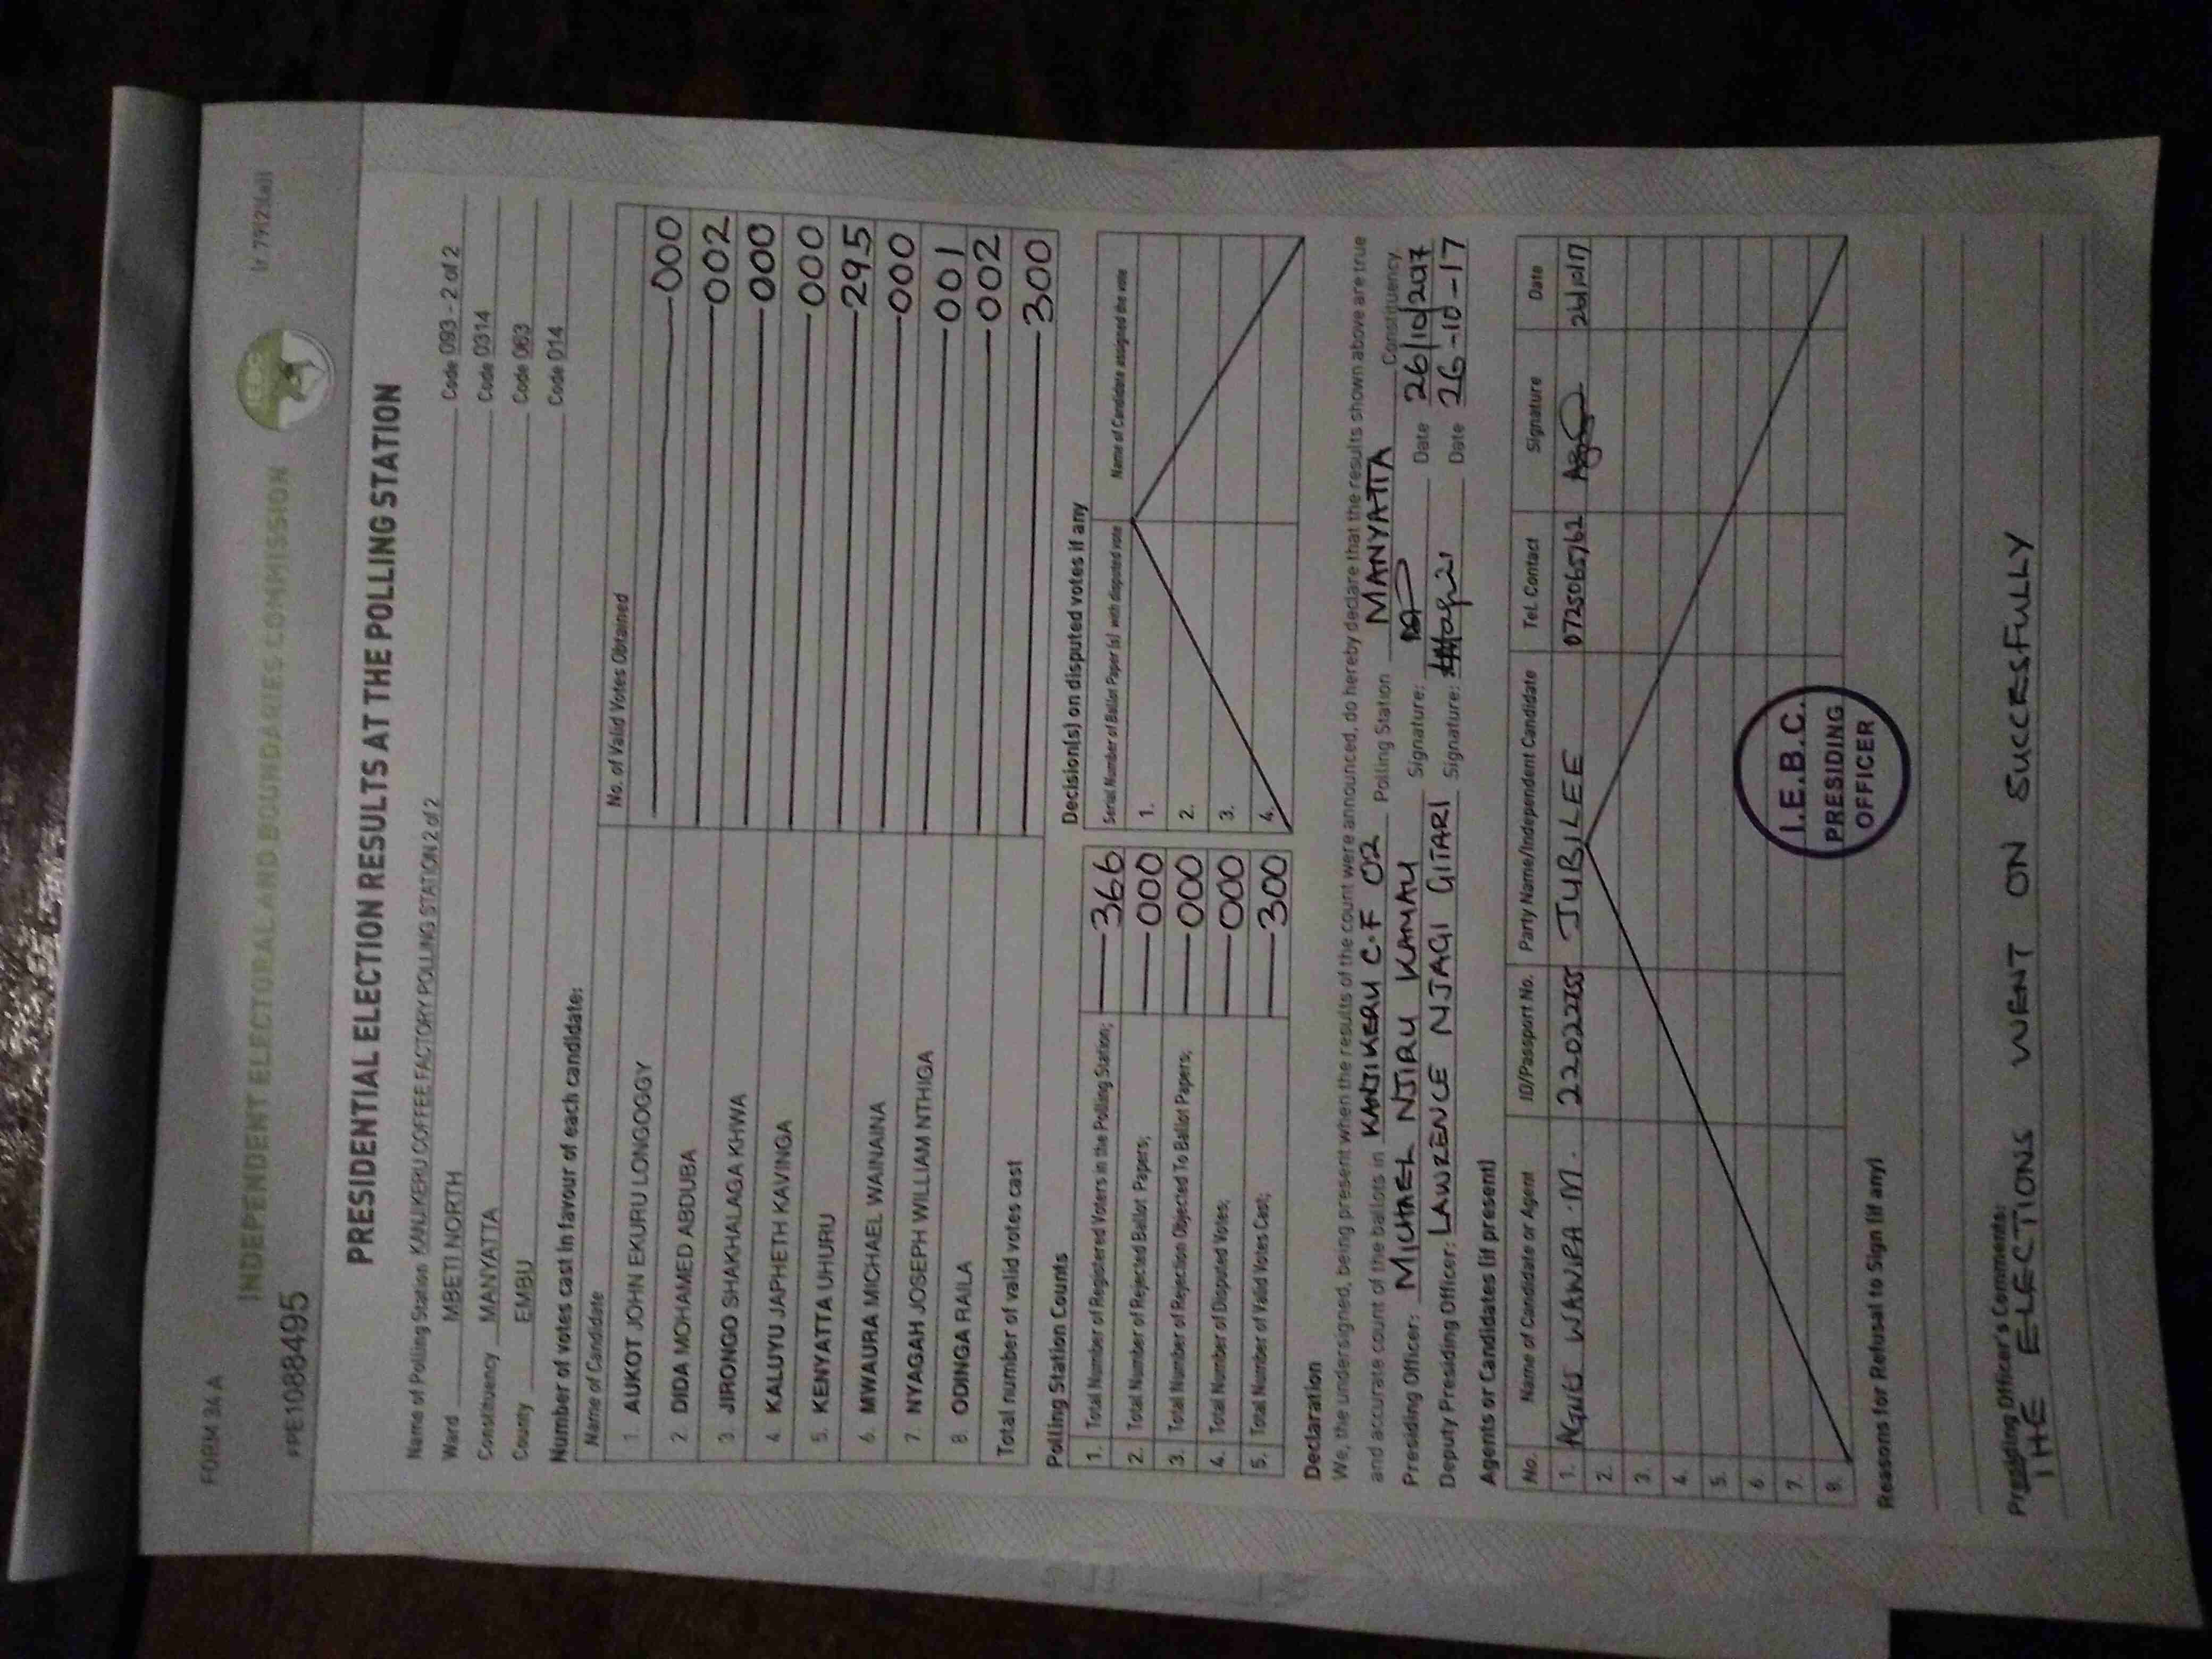 FORM 34 A
INDEPENDENT ELECTORAL AND BOUNDARIES COMMISSION
IEBC
PPE1088495
PRESIDENTIAL ELECTION RESULTS AT THE POLLING STATION
Name of Polling Station KANJIKERU COFFEE FACTORY POLLING STATION 2 of 2 Code 093 - 2 of 2
Ward MBETI NORTH Code 0314
Constituency MANYATTA Code 063
County EMBU Code 014
Number of votes cast in favour of each candidate:
Name of Candidate No. of Valid Votes Obtained
1. AUKOT JOHN EKURU LONGOGGY 000
2. DIDA MOHAMED ABDUBA 002
3. JIRONGO SHAKHALAGA KHWA 000
4. KALUYU JAPHETH KAVINGA 000
5. KENYATTA UHURU 295
6. MWAURA MICHAEL WAINAINA 000
7. NYAGAH JOSEPH WILLIAM NTHIGA 001
8. ODINGA RAILA 002
Total number of valid votes cast 300
Polling Station Counts
1. Total Number of Registered Voters in the Polling Station; 366
2. Total Number of Rejected Ballot Papers; 000
3. Total Number of Rejection Objected To Ballot Papers; 000
4. Total Number of Disputed Votes; 000
5. Total Number of Valid Votes Cast; 300
Decision(s) on disputed votes if any
Serial Number of Ballot Paper (s) with disputed vote Name of Candidate assigned the vote
1.
2.
3.
4.
Declaration
We, the undersigned, being present when the results of the count were announced, do hereby declare that the results shown above are true
and accurate count of the ballots in KANJIKERU C.F 02 Polling Station MANYATTA Constituency.
Presiding Officer: MICHAEL NJIRU KAMAU Signature: Date 26/10/2017
Deputy Presiding Officer: LAWRENCE NJAGI GITARI Signature: Date 26-10-17
Agents or Candidates (if present)
No. Name of Candidate or Agent ID/Passport No. Party Name/Independent Candidate Tel. Contact Signature Date
1. AGNES WANIRA .M. JUBILEE 0725065762 26/10/17
2.
3.
4.
5.
6.
7.
8.
I.E.B.C.
PRESIDING
OFFICER
Reasons for Refusal to Sign (if any)
Presiding Officer's Comments:
THE ELECTIONS WENT ON SUCCESFULLY